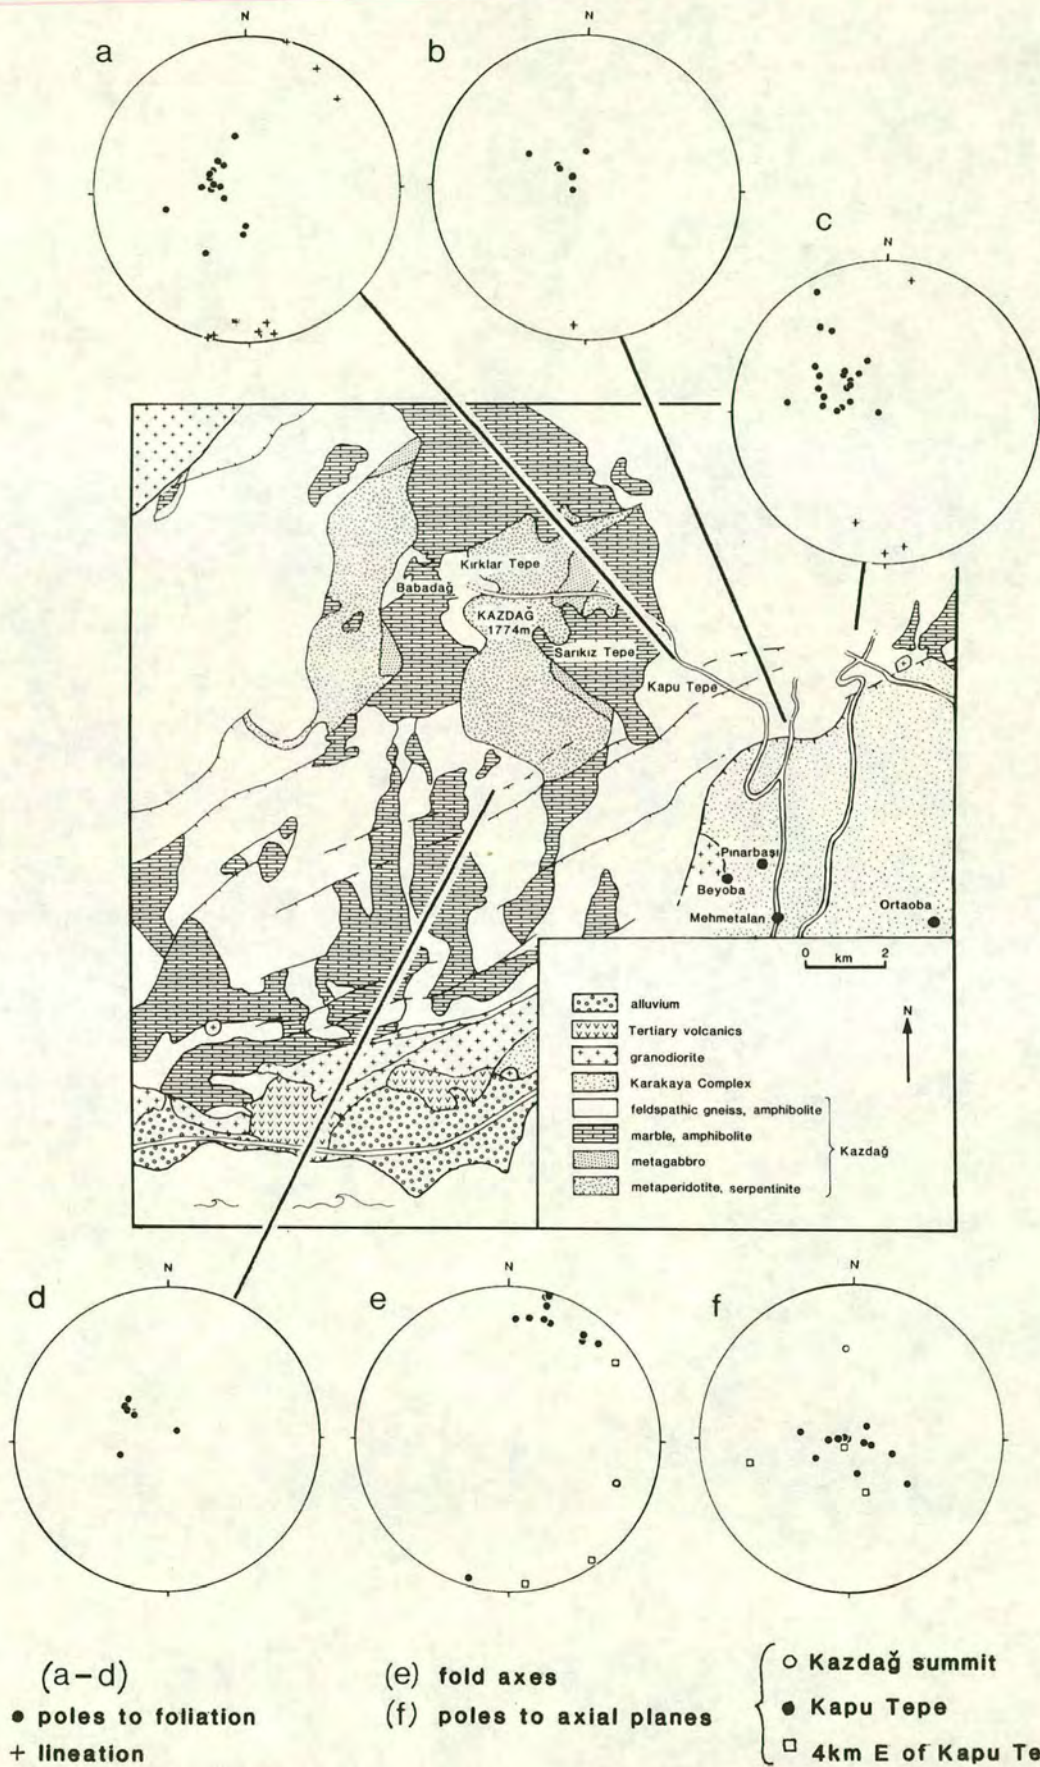 N
a
N
b
N
c
Kırklar Tepe
Babadağ
KAZDAĞ
1774m
Sarıkız Tepe
Kapu Tepe
Pınarbaşı
Beyoba
Mehmetalan
Ortaoba
0 km 2
N
alluvium
Tertiary volcanics
granodiorite
Karakaya Complex
feldspathic gneiss, amphibolite
marble, amphibolite
Kazdağ
metagabbro
metaperidotite, serpentinite
N
d
N
e
N
f
(a-d)
poles to foliation
+ lineation
(e) fold axes
(f) poles to axial planes
Kazdağ summit
Kapu Tepe
4km E of Kapu Te